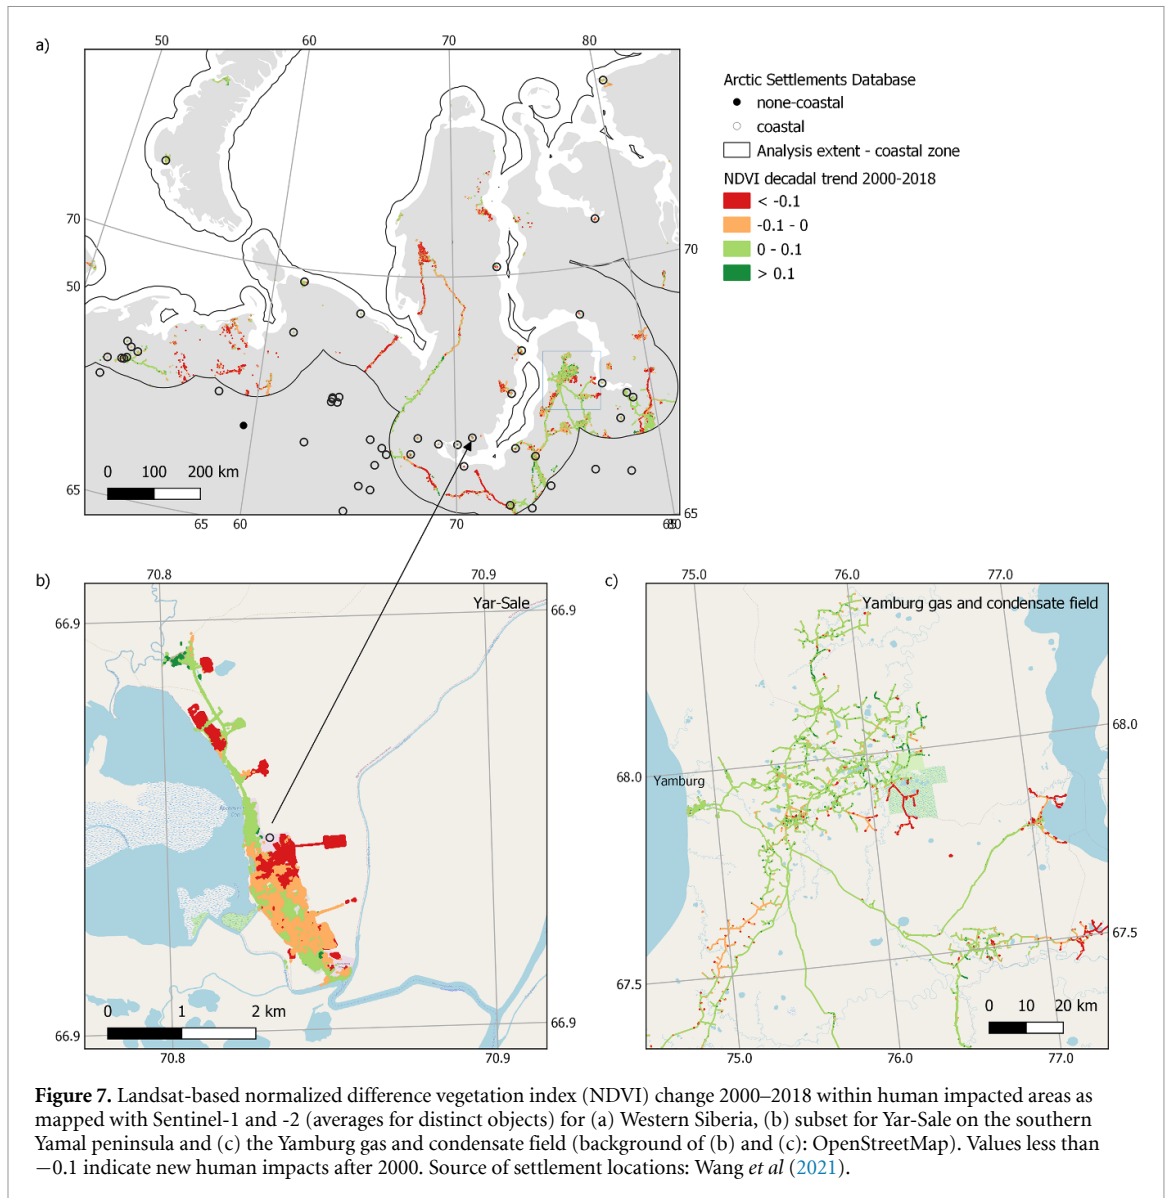 a)
50
60
70
80
70
50
65
70
65
65 60
70
65
80
0 100 200 km
Arctic Settlements Database
none-coastal
coastal
Analysis extent - coastal zone
NDVI decadal trend 2000-2018
< -0.1
-0.1 - 0
0 - 0.1
> 0.1
b)
70.8
70.9
Yar-Sale
66.9
66.9
66.9
66.9
0 1 2 km
70.8
70.9
c)
75.0
76.0
77.0
Yamburg gas and condensate field
68.0
68.0
Yamburg
67.5
67.5
0 10 20 km
75.0
76.0
77.0
Figure 7. Landsat-based normalized difference vegetation index (NDVI) change 2000–2018 within human impacted areas as
mapped with Sentinel-1 and -2 (averages for distinct objects) for (a) Western Siberia, (b) subset for Yar-Sale on the southern
Yamal peninsula and (c) the Yamburg gas and condensate field (background of (b) and (c): OpenStreetMap). Values less than
−0.1 indicate new human impacts after 2000. Source of settlement locations: Wang et al (2021).